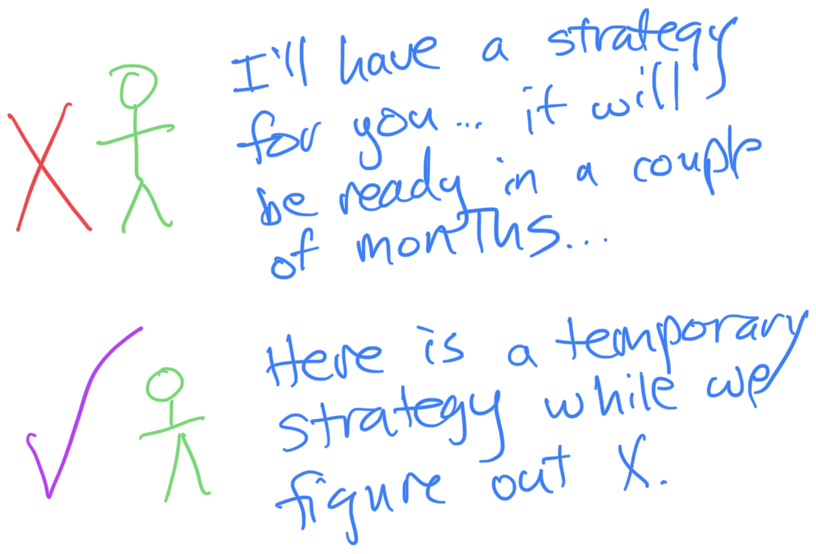 I'll have a strategy
for you... it will
be ready in a couple
of months...
Here is a temporary
strategy while we
figure out X.